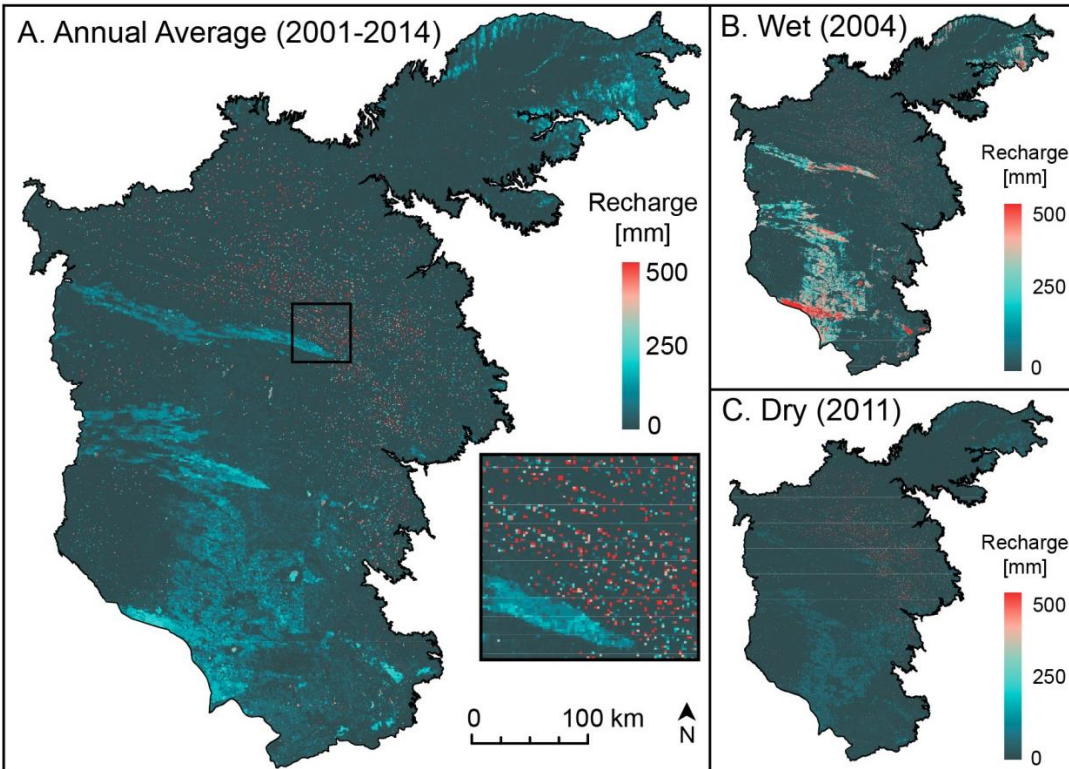 A. Annual Average (2001-2014)
Recharge
[mm]
500
250
0
0
100 km
N
B. Wet (2004)
Recharge
[mm]
500
250
0
C. Dry (2011)
Recharge
[mm]
500
250
0